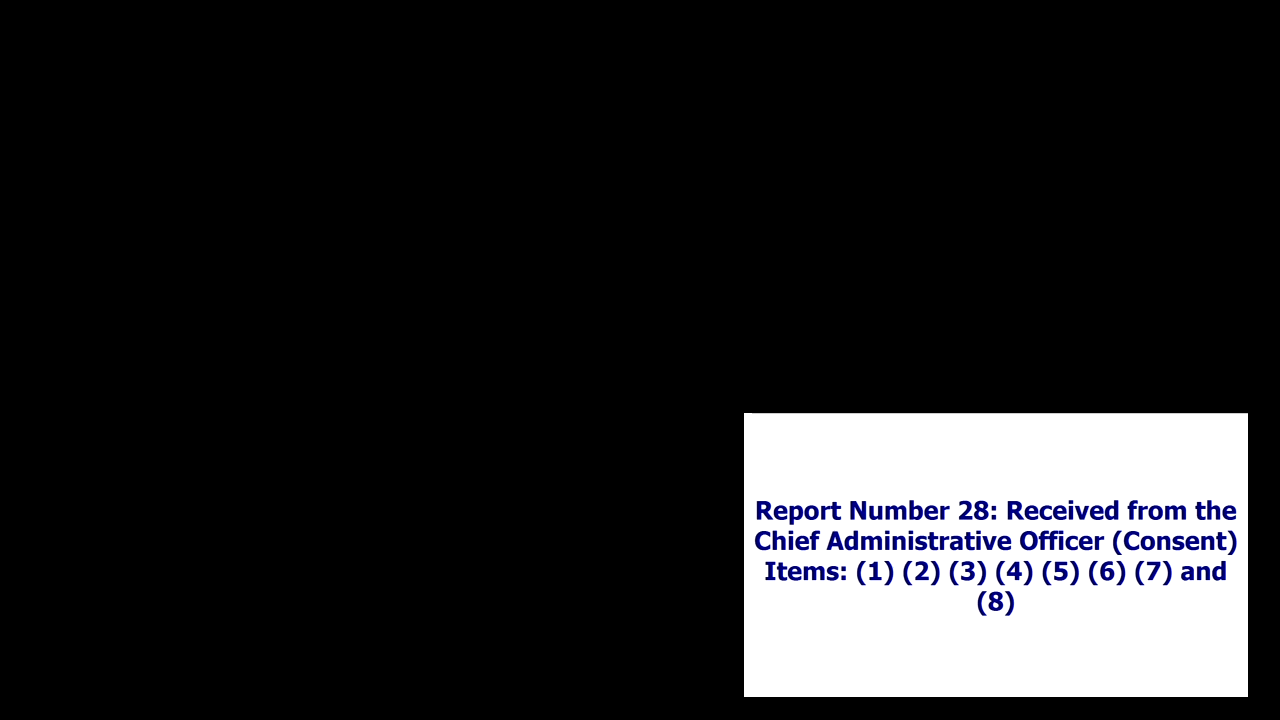 Report Number 28: Received from the
Chief Administrative Officer (Consent)
Items: (1) (2) (3) (4) (5) (6) (7) and
(8)